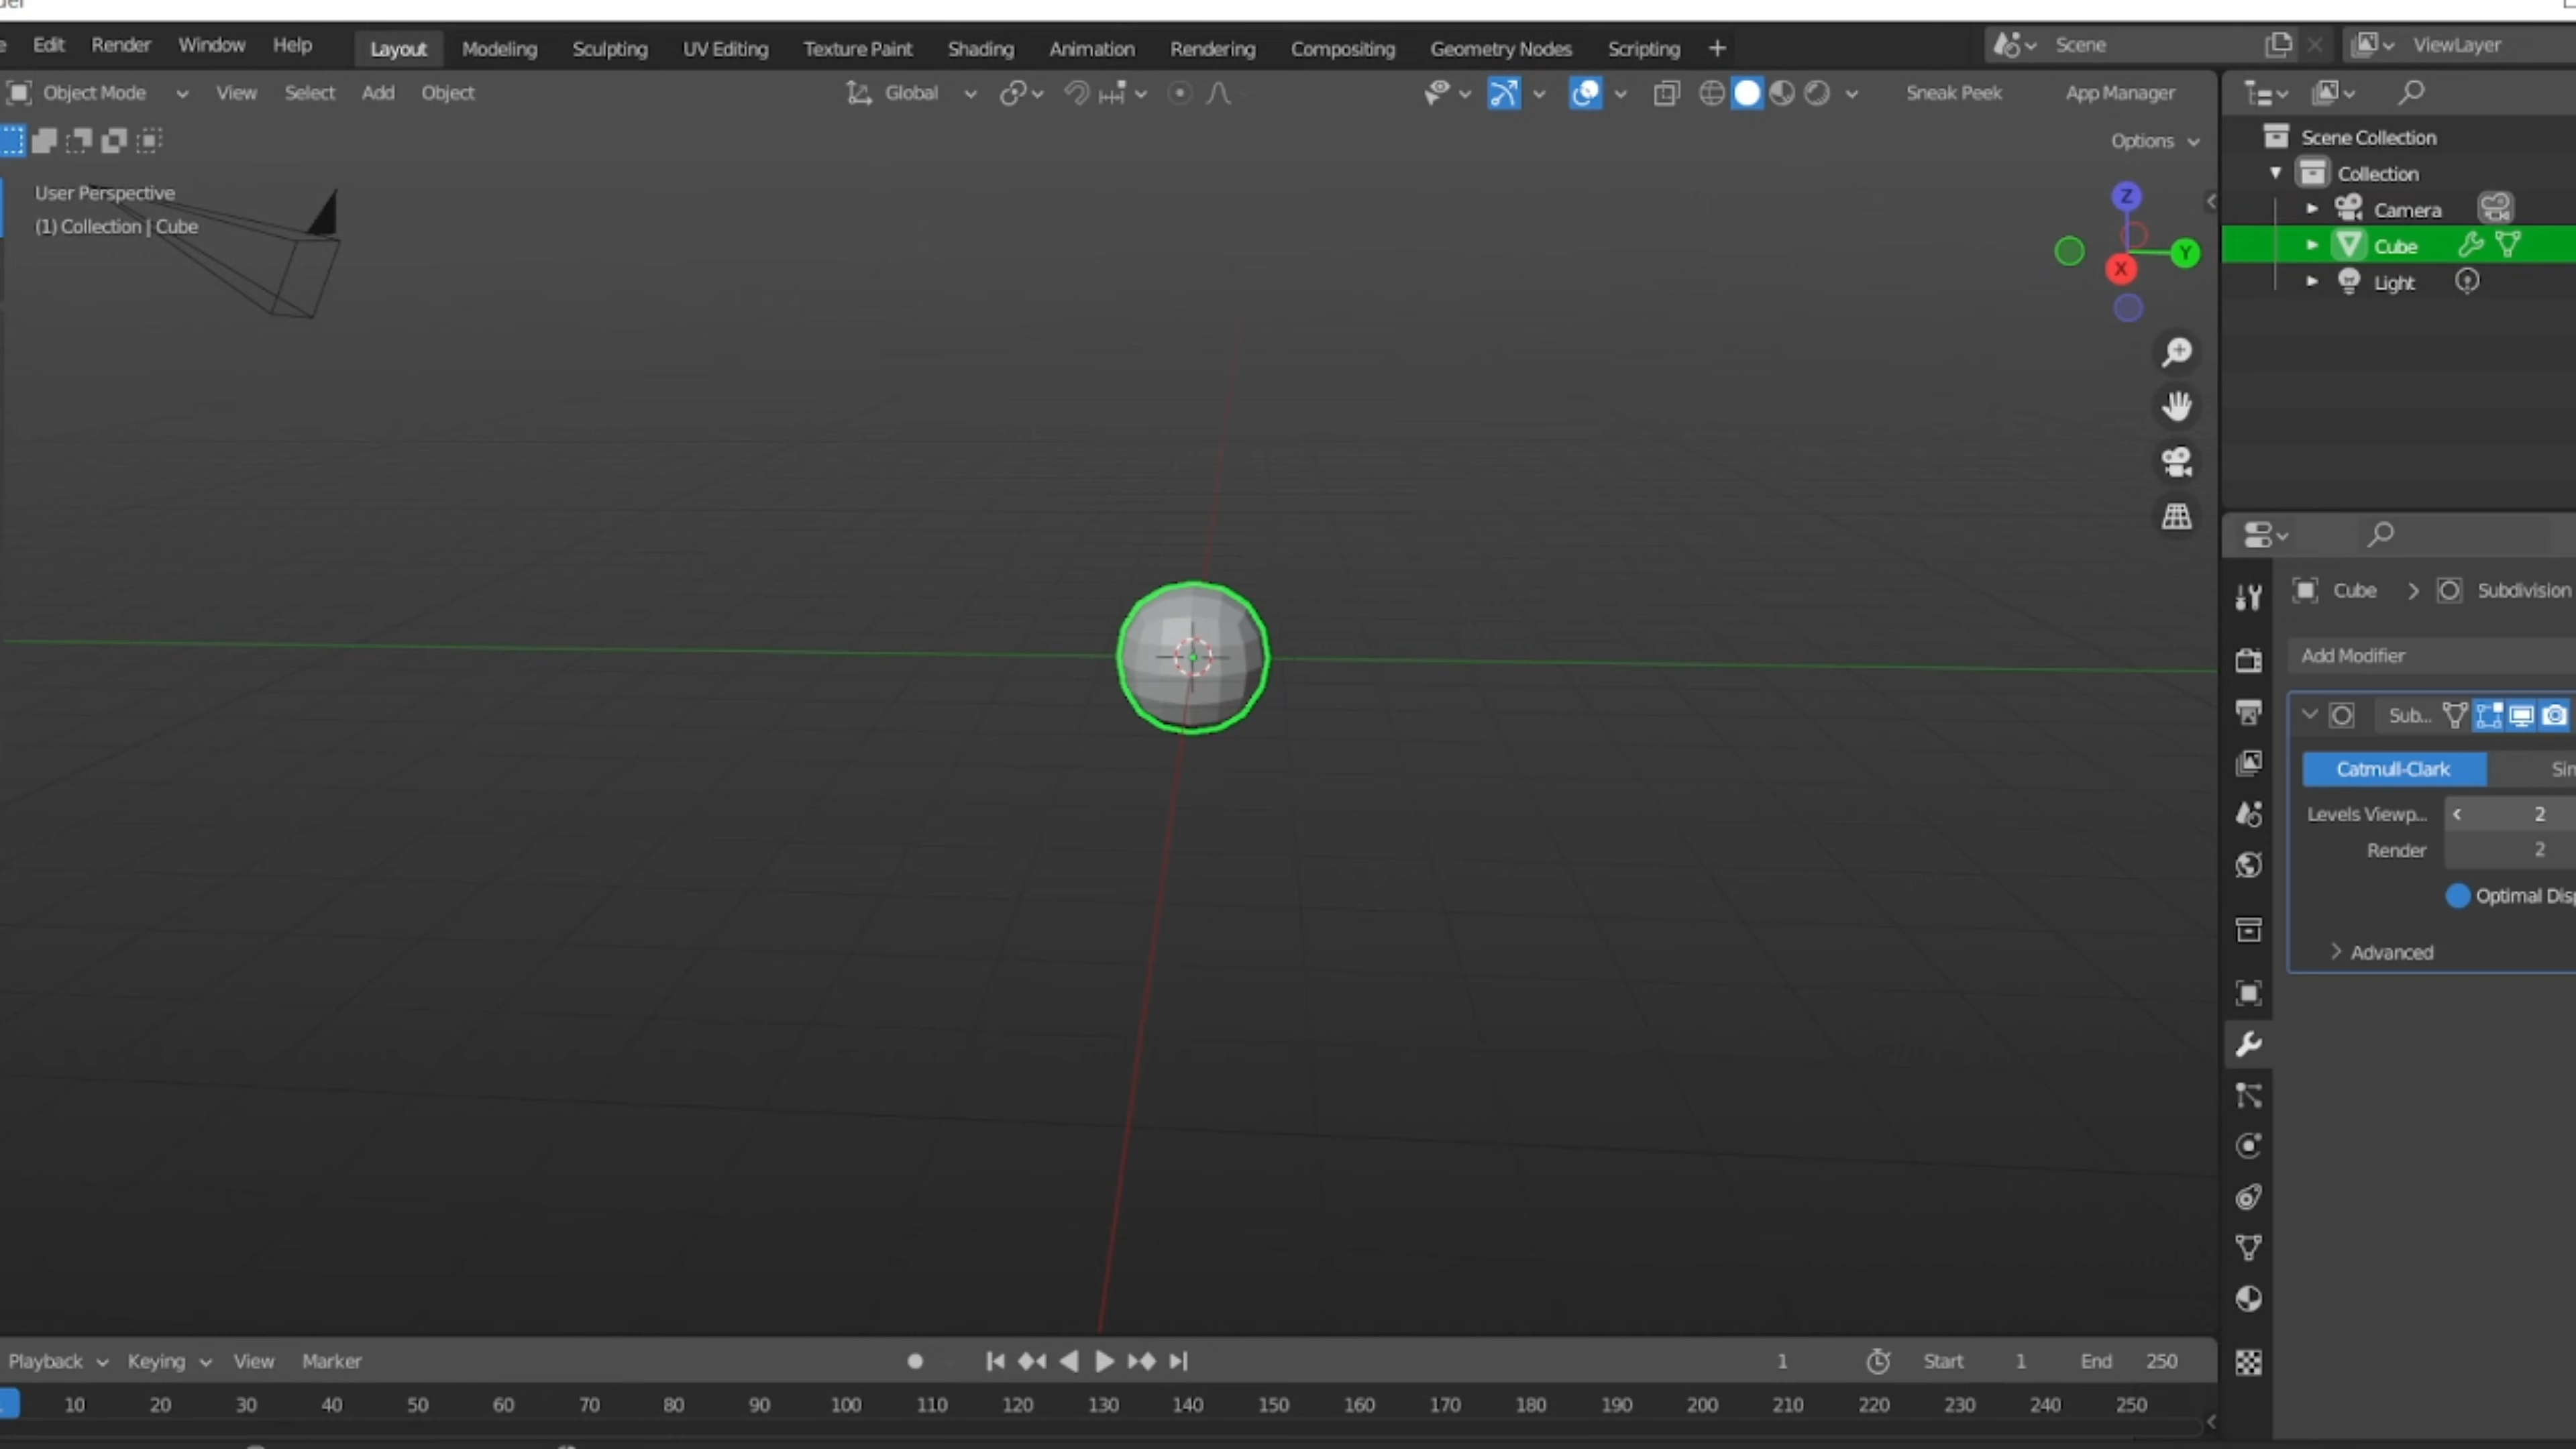 Edit Render Window Help Layout Modeling Sculpting UV Editing Texture Paint Shading Animation Rendering Compositing Geometry Nodes Scripting + Scene ViewLayer
Object Mode View Select Add Object Global Sneak Peek App Manager
Options
User Perspective
(1) Collection | Cube
Z
Y
X
Scene Collection
Collection
Camera
Cube
Light
Cube > Subdivision
Add Modifier
Sub...
Catmull-Clark Sim
Levels Viewp... 2
Render 2
Optimal Disp
Advanced
Playback Keying View Marker 1 Start 1 End 250
10 20 30 40 50 60 70 80 90 100 110 120 130 140 150 160 170 180 190 200 210 220 230 240 250